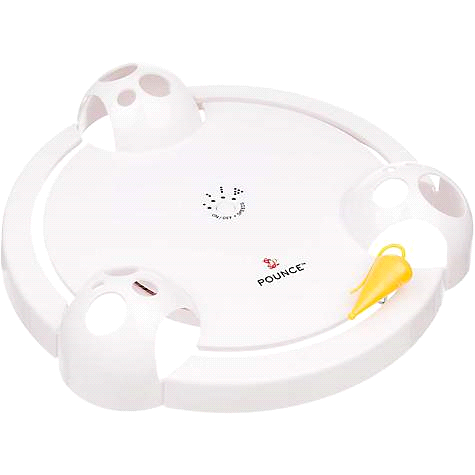 ON / OFF + SPEED
POUNCE™